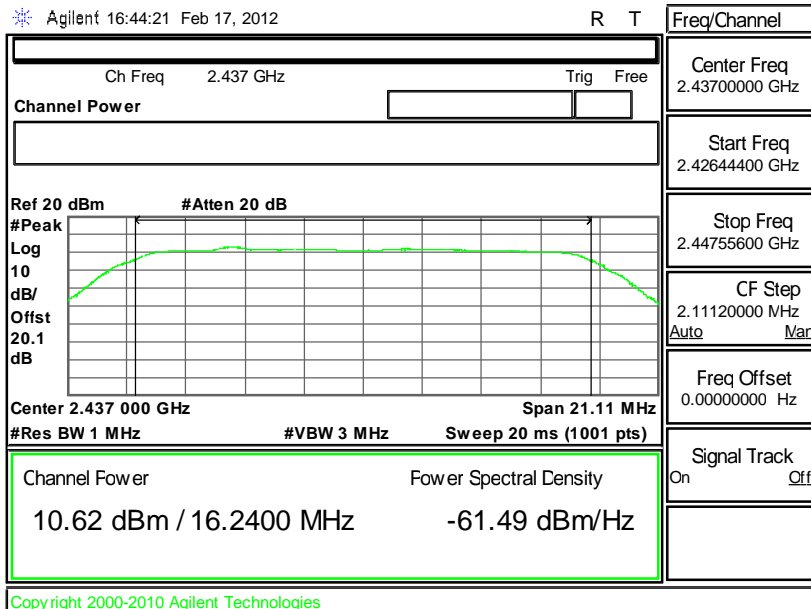 Agilent 16:44:21 Feb 17, 2012 R T
Ch Freq 2.437 GHz Trig Free
Channel Power
Ref 20 dBm #Atten 20 dB
#Peak
Log
10
dB/
Offst
20.1
dB
Center 2.437 000 GHz Span 21.11 MHz
#Res BW 1 MHz #VBW 3 MHz Sweep 20 ms (1001 pts)
Channel Fower Fower Spectral Density
10.62 dBm / 16.2400 MHz -61.49 dBm/Hz
Copyright 2000-2010 Agilent Technologies
Freq/Channel
Center Freq
2.43700000 GHz
Start Freq
2.42644400 GHz
Stop Freq
2.44755600 GHz
CF Step
2.11120000 MHz
Auto Man
Freq Offset
0.00000000 Hz
Signal Track
On Off